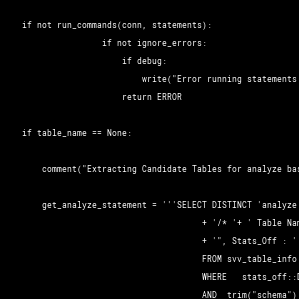 if not run_commands(conn, statements):
if not ignore_errors:
if debug:
write("Error running statements
return ERROR
if table_name == None:
comment("Extracting Candidate Tables for analyze bas
get_analyze_statement = '''SELECT DISTINCT 'analyze
+ '/* '+ ' Table Nam
+ '", Stats_Off : '
FROM svv_table_info
WHERE stats_off::D
AND trim("schema")